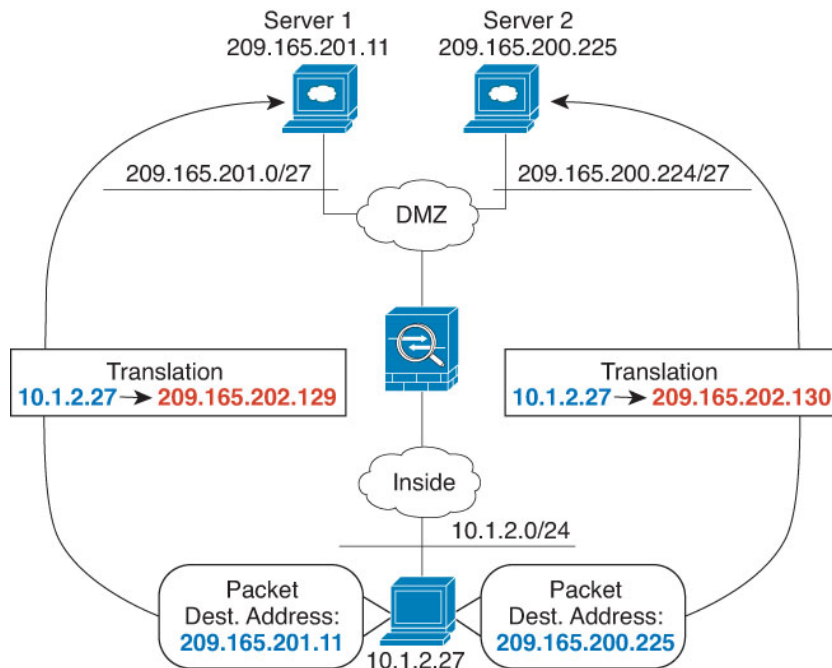 Server 1
209.165.201.11
Server 2
209.165.200.225
209.165.201.0/27
209.165.200.224/27
DMZ
Translation
10.1.2.27 → 209.165.202.129
Translation
10.1.2.27 → 209.165.202.130
Inside
10.1.2.0/24
Packet
Dest. Address:
209.165.201.11
Packet
Dest. Address:
209.165.200.225
10.1.2.27